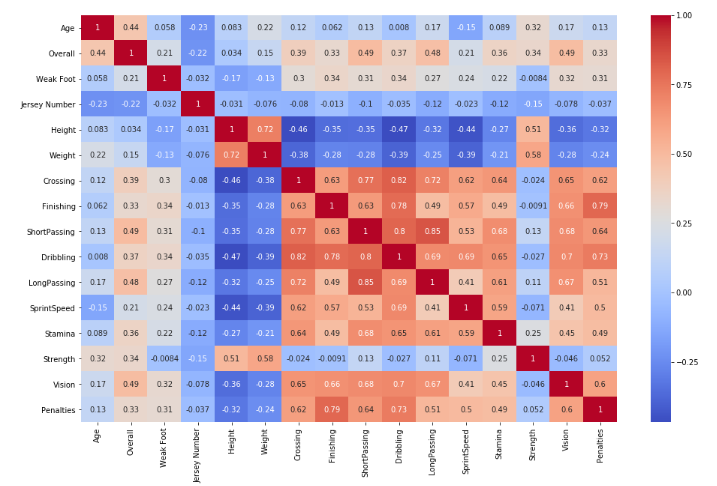 Age 1 0.44 0.058 -0.23 0.083 0.22 0.12 0.062 0.13 0.008 0.17 -0.15 0.089 0.32 0.17 0.13
Overall 0.44 1 0.21 -0.22 0.034 0.15 0.39 0.33 0.49 0.37 0.48 0.21 0.36 0.34 0.49 0.33
Weak Foot 0.058 0.21 1 -0.032 -0.17 -0.13 0.3 0.34 0.31 0.34 0.27 0.24 0.22 -0.0084 0.32 0.31
Jersey Number -0.23 -0.22 -0.032 1 -0.031 -0.076 -0.08 -0.013 -0.1 -0.035 -0.12 -0.023 -0.12 -0.15 -0.078 -0.037
Height 0.083 0.034 -0.17 -0.031 1 0.72 -0.46 -0.35 -0.35 -0.47 -0.32 -0.44 -0.27 0.51 -0.36 -0.32
Weight 0.22 0.15 -0.13 -0.076 0.72 1 -0.38 -0.28 -0.28 -0.39 -0.25 -0.39 -0.21 0.58 -0.28 -0.24
Crossing 0.12 0.39 0.3 -0.08 -0.46 -0.38 1 0.63 0.77 0.82 0.72 0.62 0.64 -0.024 0.65 0.62
Finishing 0.062 0.33 0.34 -0.013 -0.35 -0.28 0.63 1 0.63 0.78 0.49 0.57 0.49 -0.0091 0.66 0.79
ShortPassing 0.13 0.49 0.31 -0.1 -0.35 -0.28 0.77 0.63 1 0.8 0.85 0.53 0.68 0.13 0.68 0.64
Dribbling 0.008 0.37 0.34 -0.035 -0.47 -0.39 0.82 0.78 0.8 1 0.69 0.69 0.65 -0.027 0.7 0.73
LongPassing 0.17 0.48 0.27 -0.12 -0.32 -0.25 0.72 0.49 0.85 0.69 1 0.41 0.61 0.11 0.67 0.51
SprintSpeed -0.15 0.21 0.24 -0.023 -0.44 -0.39 0.62 0.57 0.53 0.69 0.41 1 0.59 -0.071 0.41 0.5
Stamina 0.089 0.36 0.22 -0.12 -0.27 -0.21 0.64 0.49 0.68 0.65 0.61 0.59 1 0.25 0.45 0.49
Strength 0.32 0.34 -0.0084 -0.15 0.51 0.58 -0.024 -0.0091 0.13 -0.027 0.11 -0.071 0.25 1 -0.046 0.052
Vision 0.17 0.49 0.32 -0.078 -0.36 -0.28 0.65 0.66 0.68 0.7 0.67 0.41 0.45 -0.046 1 0.6
Penalties 0.13 0.33 0.31 -0.037 -0.32 -0.24 0.62 0.79 0.64 0.73 0.51 0.5 0.49 0.052 0.6 1
Age
Overall
Weak Foot
Jersey Number
Height
Weight
Crossing
Finishing
ShortPassing
Dribbling
LongPassing
SprintSpeed
Stamina
Strength
Vision
Penalties
1.00
0.75
0.50
0.25
0.00
-0.25